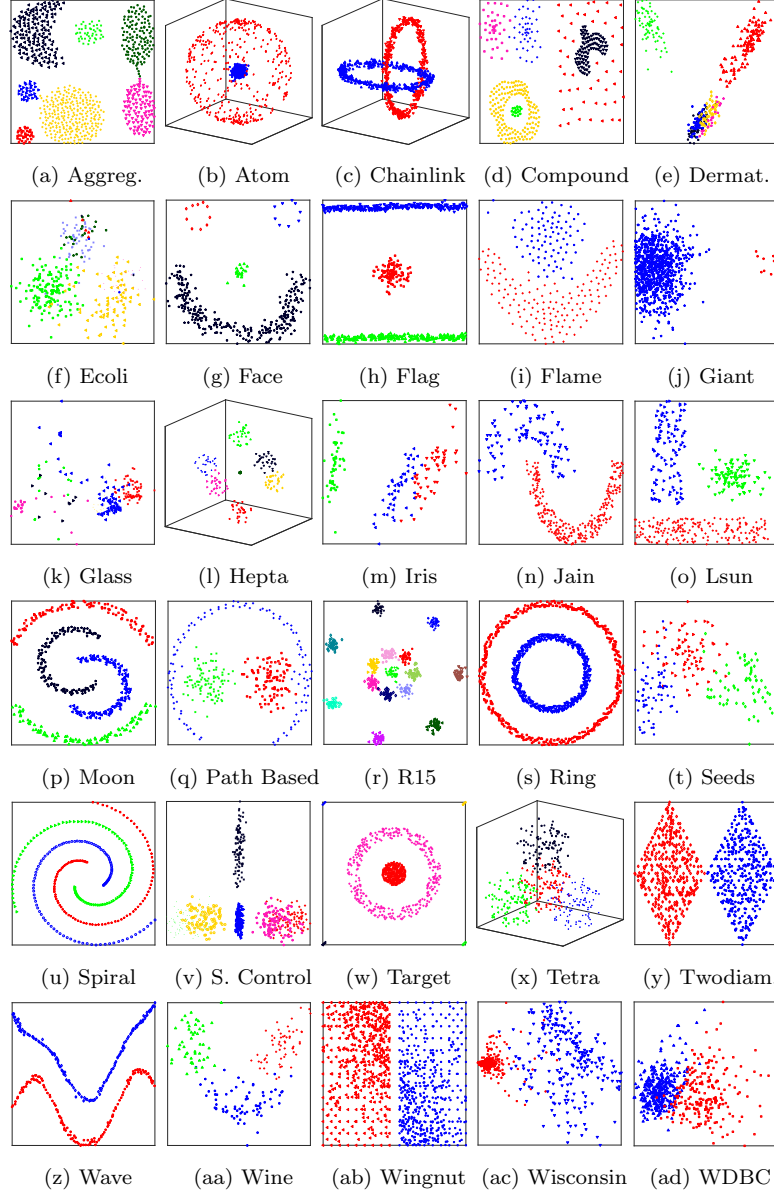 (a) Aggreg. (b) Atom (c) Chainlink (d) Compound (e) Dermat.
(f) Ecoli (g) Face (h) Flag (i) Flame (j) Giant
(k) Glass (l) Hepta (m) Iris (n) Jain (o) Lsun
(p) Moon (q) Path Based (r) R15 (s) Ring (t) Seeds
(u) Spiral (v) S. Control (w) Target (x) Tetra (y) Twodiam.
(z) Wave (aa) Wine (ab) Wingnut (ac) Wisconsin (ad) WDBC